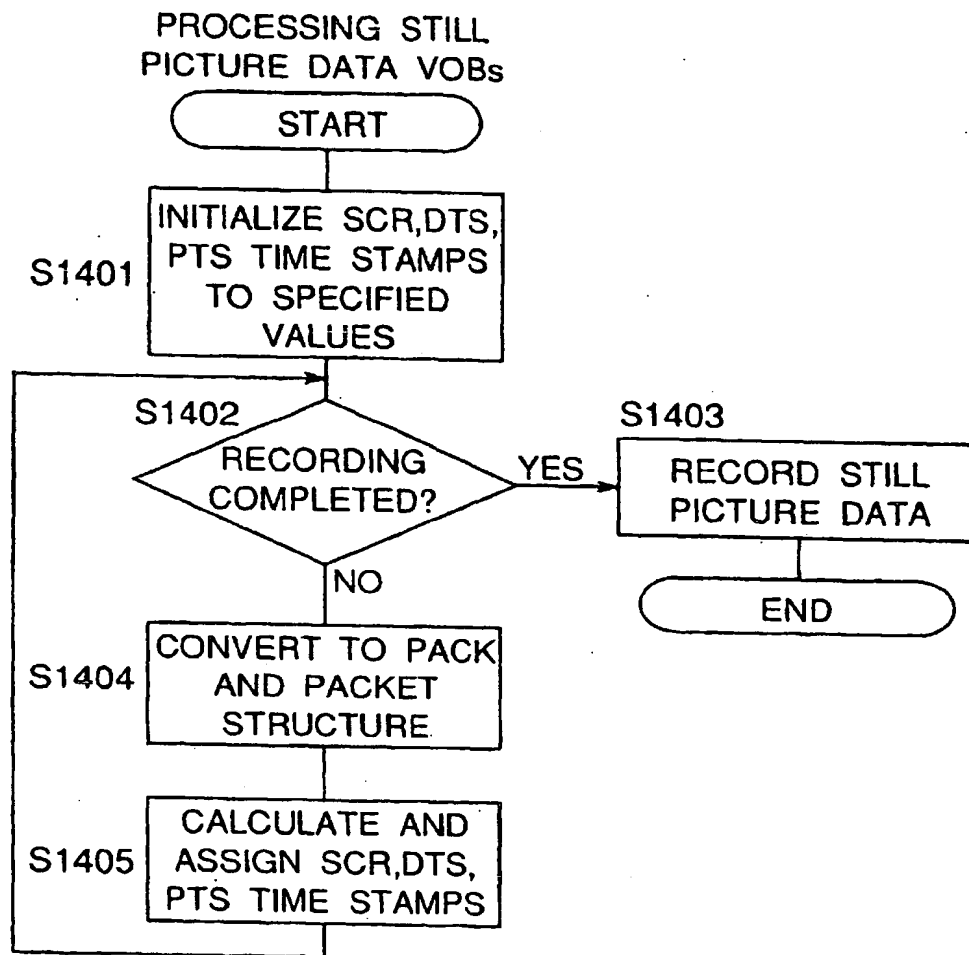 PROCESSING STILL
PICTURE DATA VOBs
START
S1401
INITIALIZE SCR,DTS,
PTS TIME STAMPS
TO SPECIFIED
VALUES
S1402
RECORDING
COMPLETED?
YES
S1403
RECORD STILL
PICTURE DATA
END
NO
S1404
CONVERT TO PACK
AND PACKET
STRUCTURE
S1405
CALCULATE AND
ASSIGN SCR,DTS,
PTS TIME STAMPS